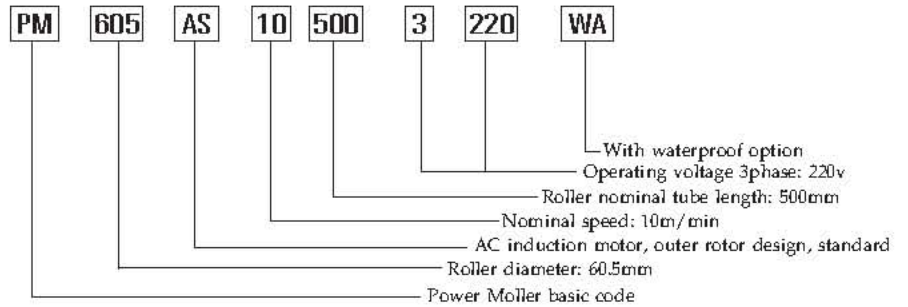 PM 605 AS 10 500 3 220 WA
With waterproof option
Operating voltage 3phase: 220v
Roller nominal tube length: 500mm
Nominal speed: 10m/min
AC induction motor, outer rotor design, standard
Roller diameter: 60.5mm
Power Moller basic code